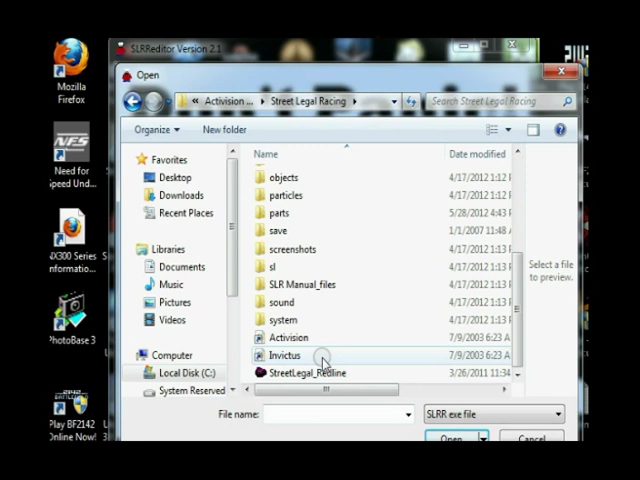 SLRReditor Version 2.1
Open
« Activision ... Street Legal Racing
Search Street Legal Racing
Organize
New folder
Mozilla
Firefox
Need for
Speed Und...
NX300 Series
Informatio...
PhotoBase 3
Play BF2142
Online Now!
Favorites
Desktop
Downloads
Recent Places
Libraries
Documents
Music
Pictures
Videos
Computer
Local Disk (C:)
System Reserved
Name Date modified
objects 4/17/2012 1:12 P
particles 4/17/2012 1:12 P
parts 5/28/2012 4:43 P
save 1/1/2007 11:48 A
screenshots 4/17/2012 1:13 P
sl 4/17/2012 1:13 P
SLR Manual_files 4/17/2012 1:13 P
sound 4/17/2012 1:13 P
system 4/17/2012 1:13 P
Activision 7/9/2003 6:23 A
Invictus 7/9/2003 6:23 A
StreetLegal_Redline 3/26/2011 11:34
Select a file
to preview.
File name:
SLRR exe file
Open
Cancel